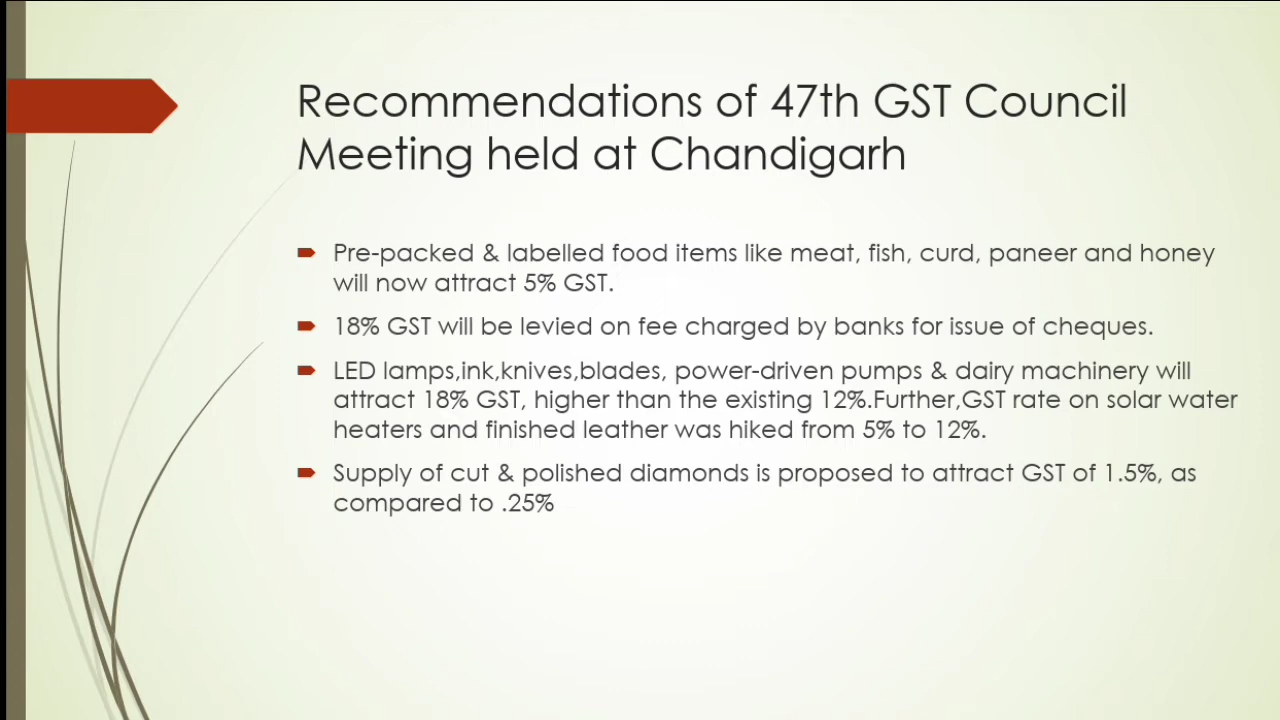 Recommendations of 47th GST Council
Meeting held at Chandigarh
Pre-packed & labelled food items like meat, fish, curd, paneer and honey
will now attract 5% GST.
18% GST will be levied on fee charged by banks for issue of cheques.
LED lamps,ink,knives,blades, power-driven pumps & dairy machinery will
attract 18% GST, higher than the existing 12%.Further,GST rate on solar water
heaters and finished leather was hiked from 5% to 12%.
Supply of cut & polished diamonds is proposed to attract GST of 1.5%, as
compared to .25%